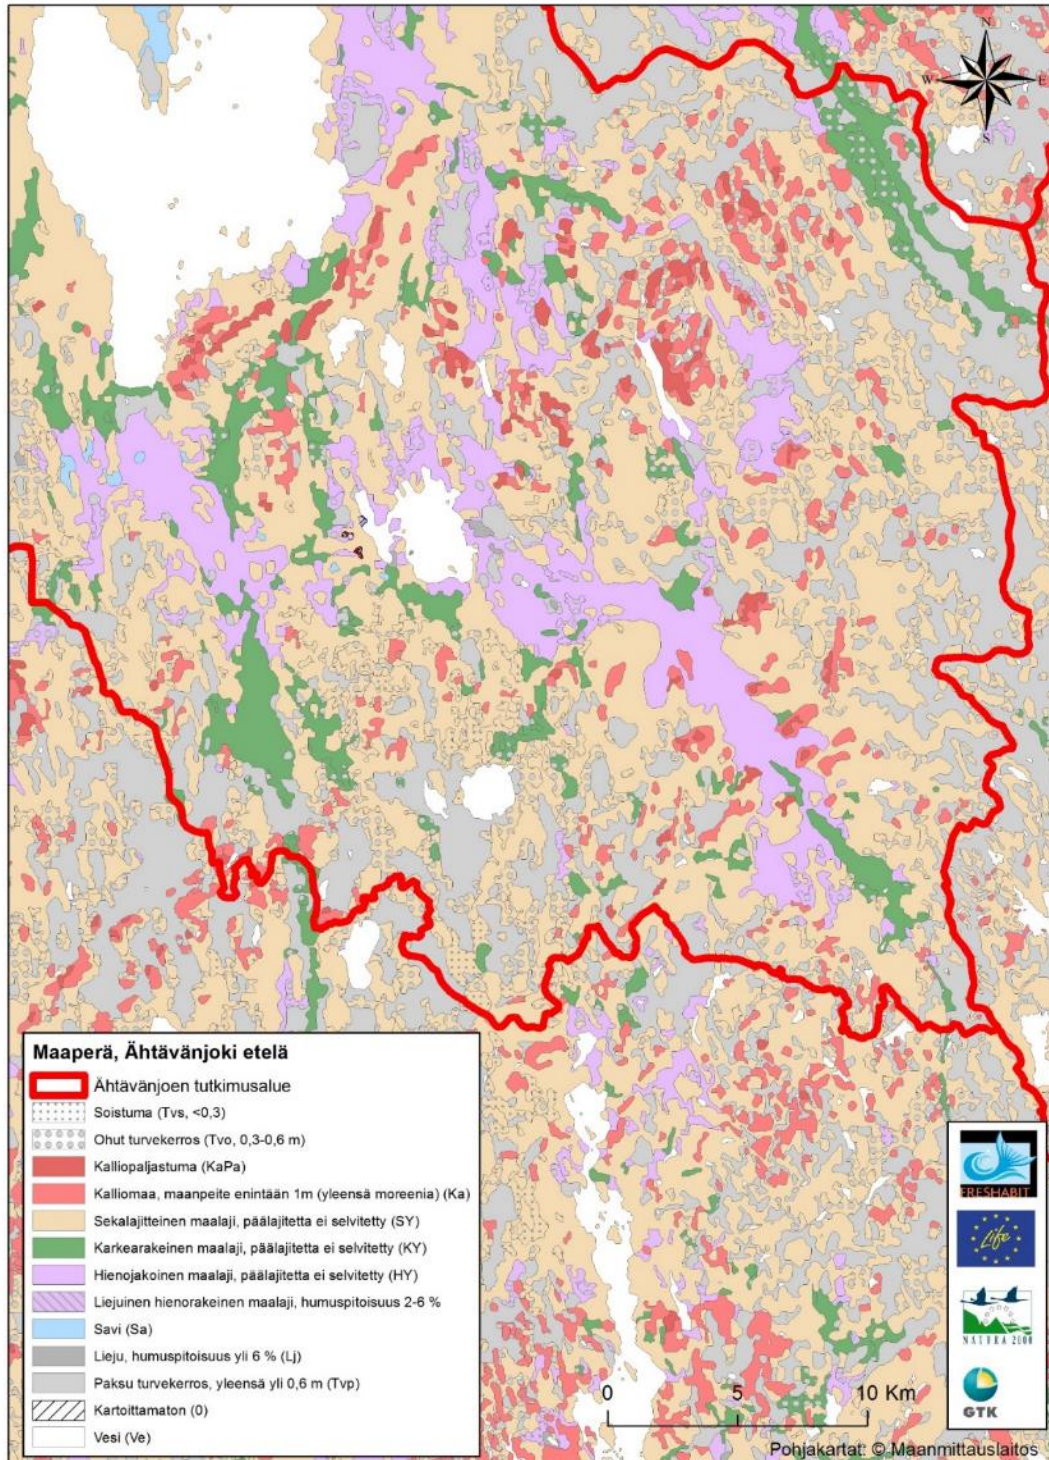 N
W
E
S
Maaperä, Ähtävänjoki etelä
Ähtävänjoen tutkimusalue
Soistuma (Tvs, <0,3)
Ohut turvekerros (Tvo, 0,3-0,6 m)
Kalliopaljastuma (KaPa)
Kalliomaa, maanpeite enintään 1m (yleensä moreenia) (Ka)
Sekalajitteinen maalaji, päälajitetta ei selvitetty (SY)
Karkearakeinen maalaji, päälajitetta ei selvitetty (KY)
Hienojakoinen maalaji, päälajitetta ei selvitetty (HY)
Liejuinen hienorakeinen maalaji, humuspitoisuus 2-6 %
Savi (Sa)
Lieju, humuspitoisuus yli 6 % (Lj)
Paksu turvekerros, yleensä yli 0,6 m (Tvp)
Kartoittamaton (0)
Vesi (Ve)
FRESHABIT
Life
NATURA 2000
GTK
0 5 10 Km
Pohjakartat: © Maanmittauslaitos